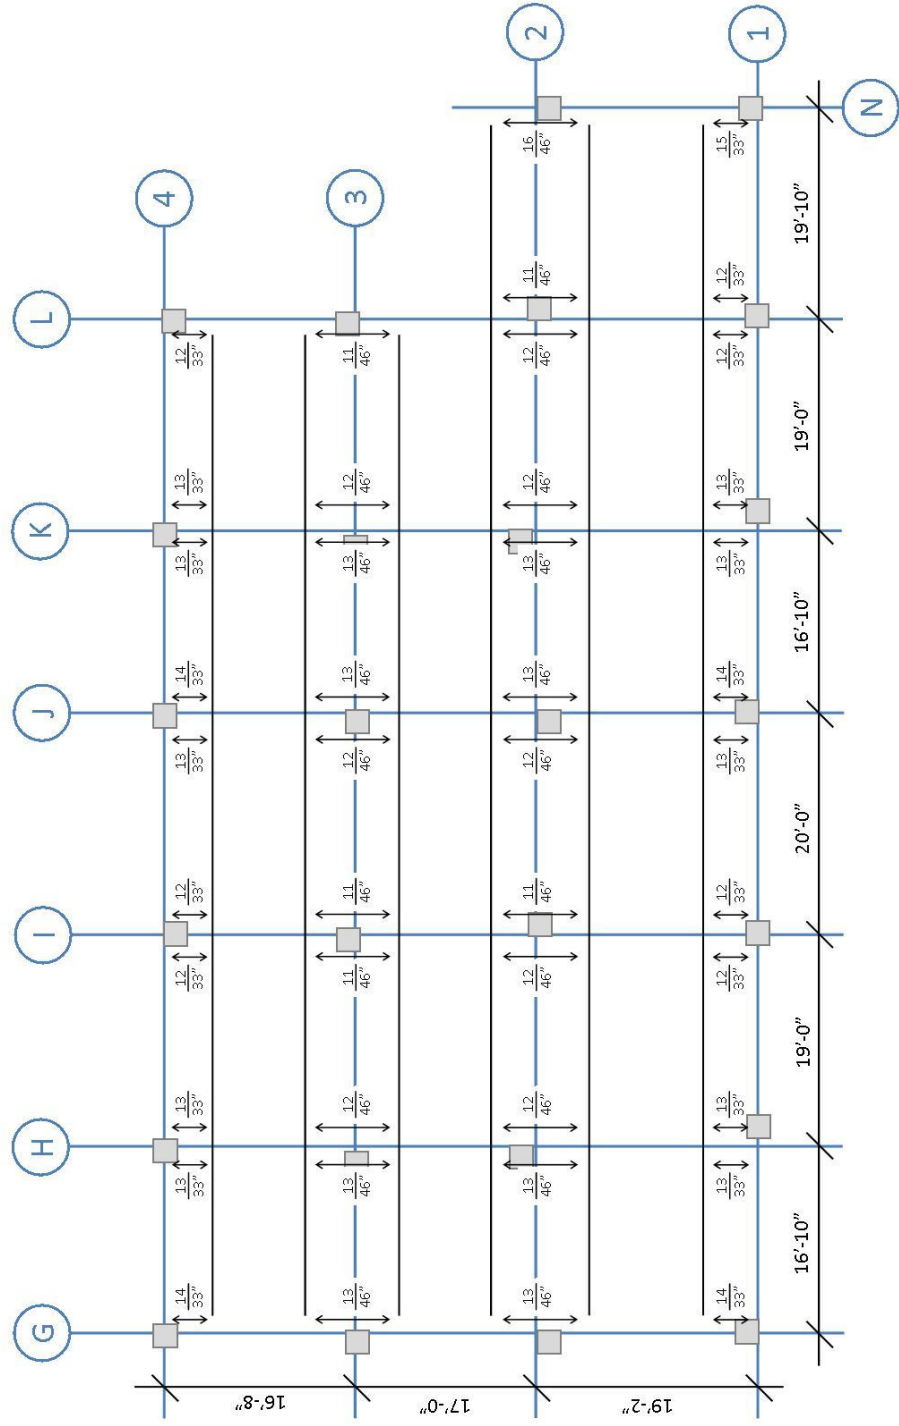 G H I J K L
14 13 13 12 12 13 14 13 13 12
33” 33” 33” 33” 33” 33” 33” 33” 33” 33”
4
16’-8”
13 13 12 11 11 12 13 13 12 11
46” 46” 46” 46” 46” 46” 46” 46” 46” 46”
3
17’-0”
13 13 12 12 11 12 13 13 12 12 11 16
46” 46” 46” 46” 46” 46” 46” 46” 46” 46” 46” 46”
2
19’-2”
14 13 13 12 12 13 14 13 13 12 12 15
33” 33” 33” 33” 33” 33” 33” 33” 33” 33” 33” 33”
1
16’-10” 19’-0” 20’-0” 16’-10” 19’-0” 19’-10”
N